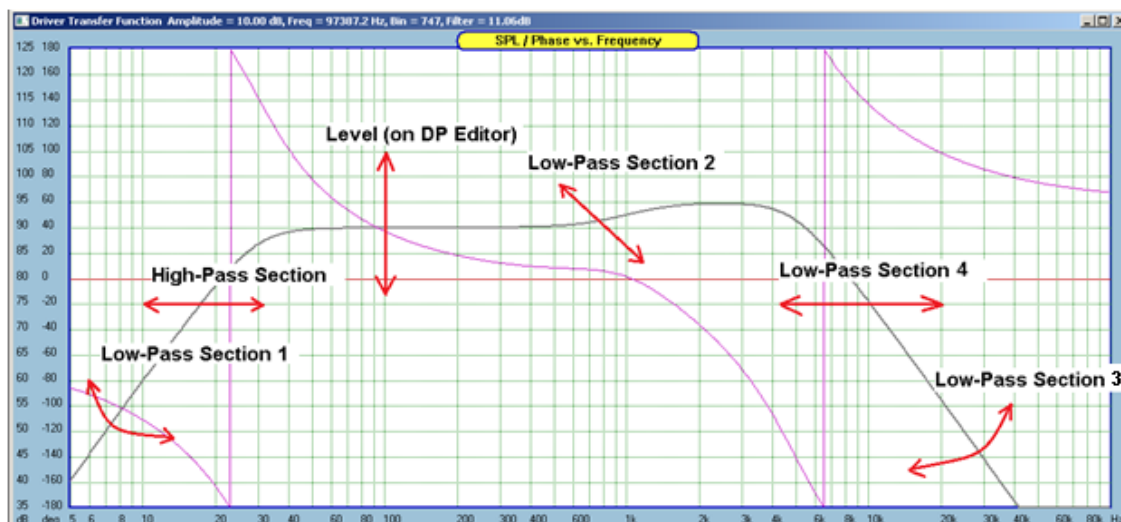 Driver Transfer Function Amplitude = 10.00 dB, Freq = 97387.2 Hz, Bin = 747, Filter = 11.06dB
SPL / Phase vs. Frequency
125 180
120 160
115 140
110 120
105 100
100 80
95 60
90 40
85 20
80 0
75 -20
70 -40
65 -60
60 -80
55 -100
50 -120
45 -140
40 -160
35 -180
Level (on DP Editor)
Low-Pass Section 2
High-Pass Section
Low-Pass Section 4
Low-Pass Section 1
Low-Pass Section 3
dB deg 5 6 8 10 20 30 40 60 80 100 200 400 600 1k 2k 3k 4k 6k 8k 10k 20k 30k 40k 60k 80k Hz